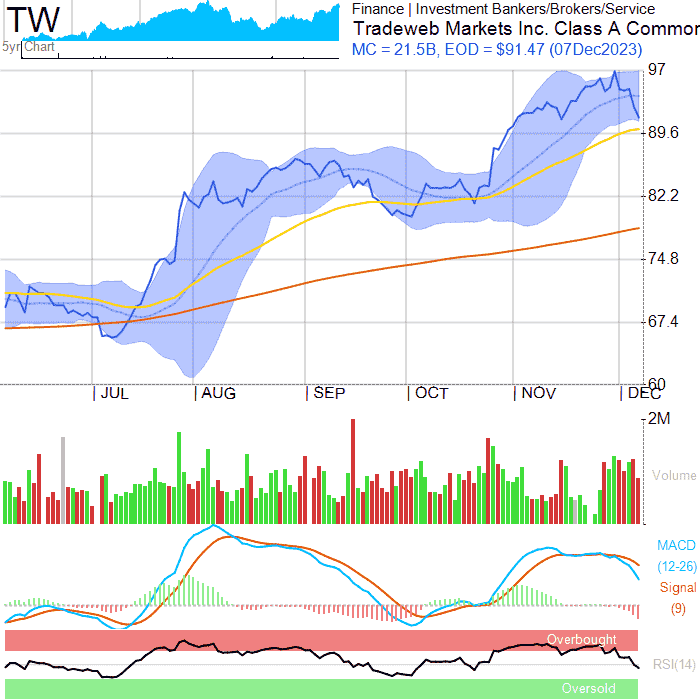 TW
5yr Chart
Finance | Investment Bankers/Brokers/Service
Tradeweb Markets Inc. Class A Common
MC = 21.5B, EOD = $91.47 (07Dec2023)
97
89.6
82.2
74.8
67.4
60
JUL AUG SEP OCT NOV DEC
2M
Volume
MACD
(12-26)
Signal
(9)
Overbought
RSI(14)
Oversold